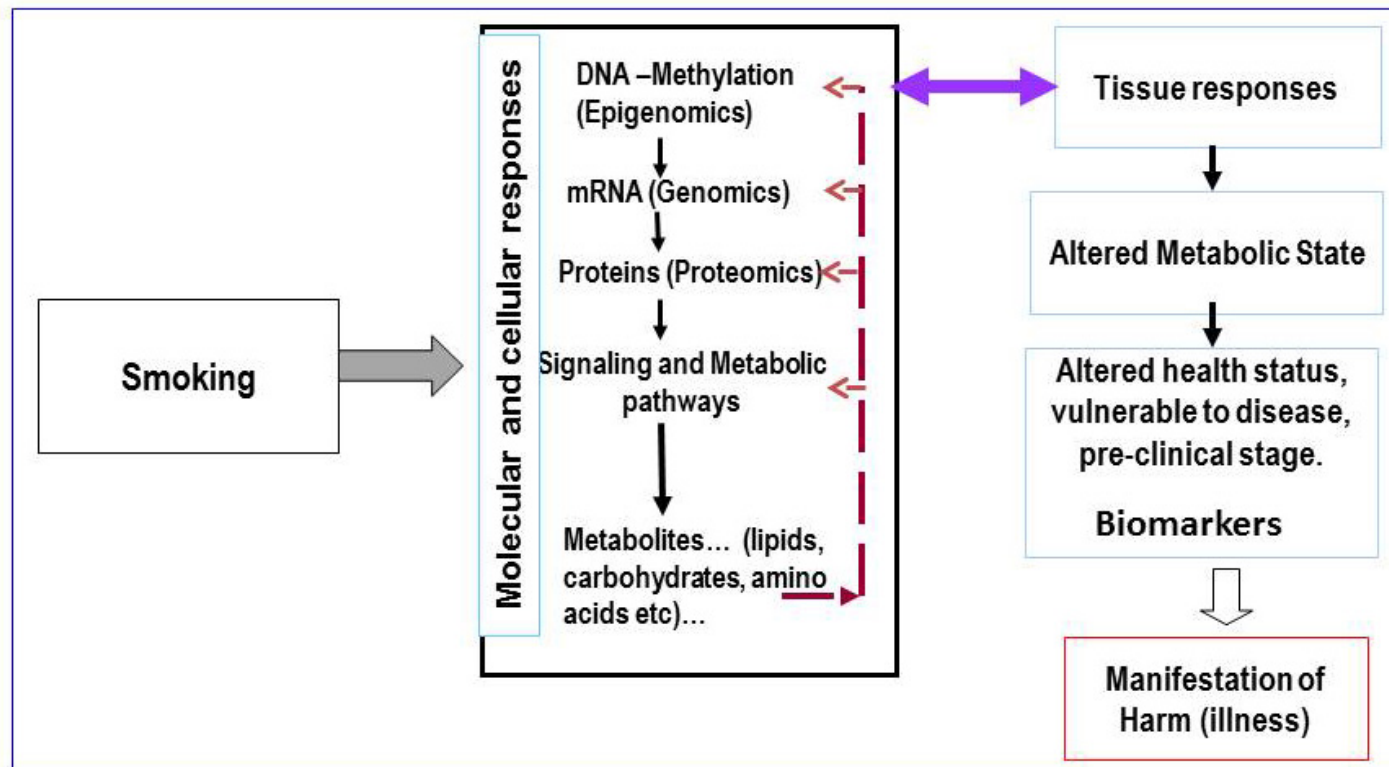 Smoking
Molecular and cellular responses
DNA –Methylation
(Epigenomics)
mRNA (Genomics)
Proteins (Proteomics)
Signaling and Metabolic
pathways
Metabolites... (lipids,
carbohydrates, amino
acids etc)...
Tissue responses
Altered Metabolic State
Altered health status,
vulnerable to disease,
pre-clinical stage.
Biomarkers
Manifestation of
Harm (illness)